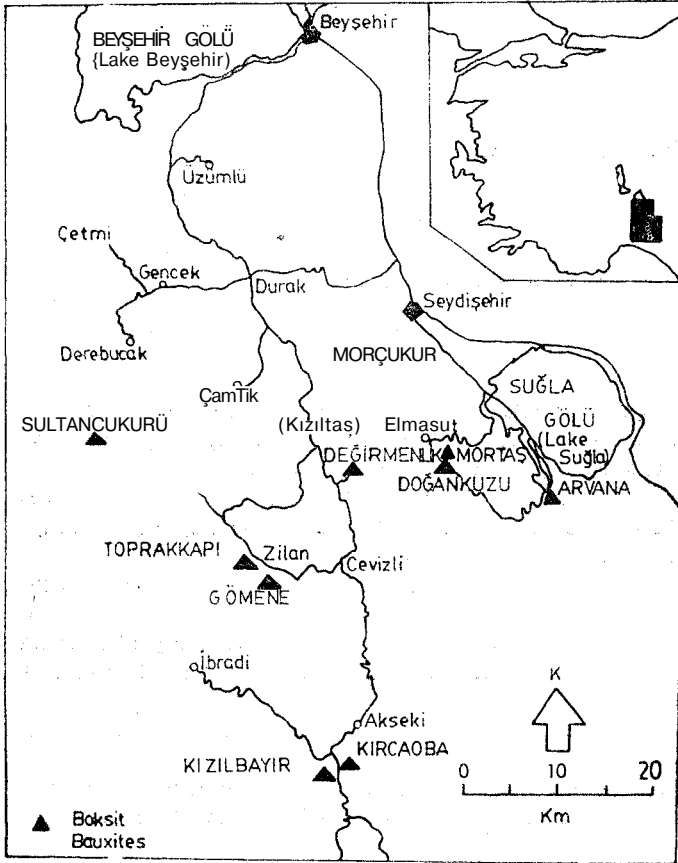 Beyşehir
BEYŞEHİR GÖLÜ
{Lake Beyşehir)
Üzümlü
Çetmi
Gencek
Durak
Derebucak
Seydişehir
MORÇUKUR
ÇamTik
SUĞLA
GÖLÜ
(Lake
Suğla)
SULTANCUKURÜ
(Kızıltaş)
Elmasut
DEĞİRMENLİK
MORTAŞ
DOĞANKUZU
ARVANA
TOPRAKKAPI
Zilan
Cevizli
GÖMENE
İbradi
K
Akseki
KIRCAOBA
KIZILBAYIR
0 10 20
Km
Boksit
Bauxites